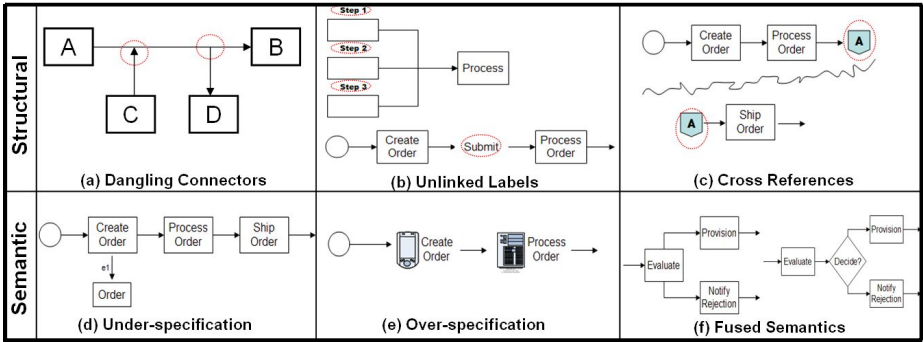 Structural
A
B
C
D
(a) Dangling Connectors
Step 1
Step 2
Step 3
Process
Create
Order
Submit
Process
Order
(b) Unlinked Labels
Create
Order
Process
Order
A
A
Ship
Order
(c) Cross References
Semantic
Create
Order
Process
Order
Ship
Order
e1
Order
(d) Under-specification
Create
Order
Process
Order
(e) Over-specification
Evaluate
Provision
Notify
Rejection
Evaluate
Decide?
Provision
Notify
Rejection
(f) Fused Semantics